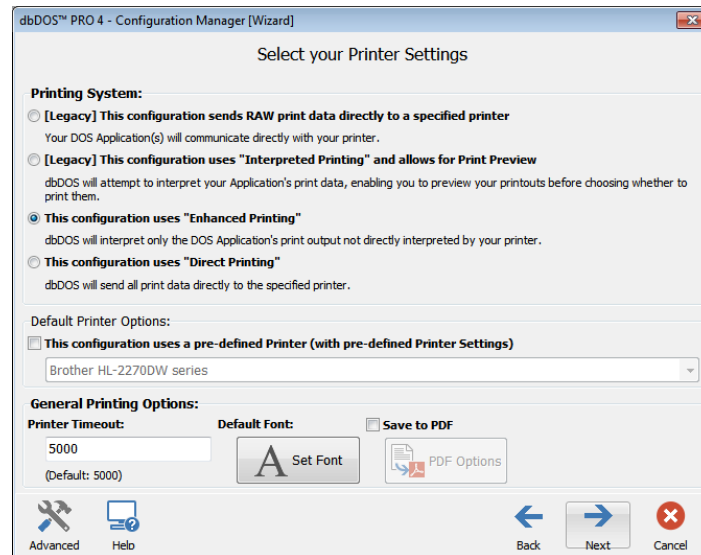 dbDOS™ PRO 4 - Configuration Manager [Wizard]
Select your Printer Settings
Printing System:
[Legacy] This configuration sends RAW print data directly to a specified printer
Your DOS Application(s) will communicate directly with your printer.
[Legacy] This configuration uses "Interpreted Printing" and allows for Print Preview
dbDOS will attempt to interpret your Application's print data, enabling you to preview your printouts before choosing whether to
print them.
This configuration uses "Enhanced Printing"
dbDOS will interpret only the DOS Application's print output not directly interpreted by your printer.
This configuration uses "Direct Printing"
dbDOS will send all print data directly to the specified printer.
Default Printer Options:
This configuration uses a pre-defined Printer (with pre-defined Printer Settings)
Brother HL-2270DW series
General Printing Options:
Printer Timeout: Default Font: Save to PDF
5000
A Set Font PDF Options
(Default: 5000)
Advanced Help Back Next Cancel